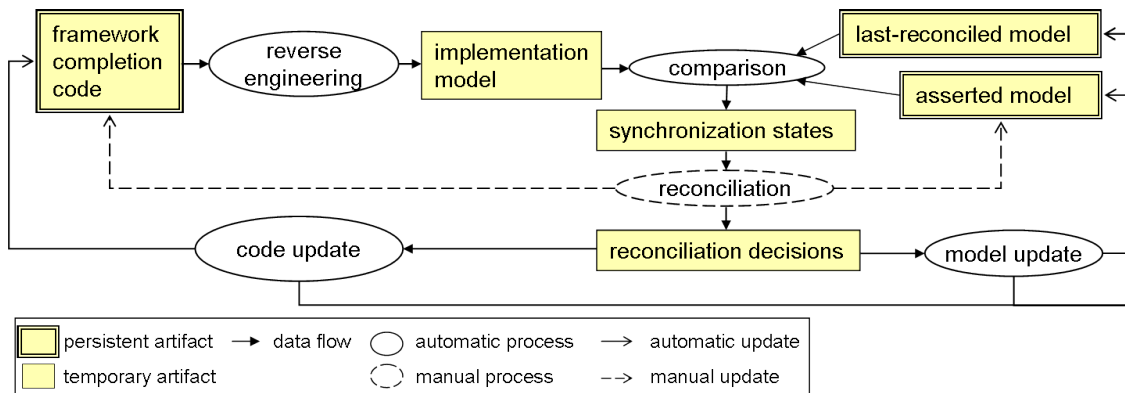 framework
completion
code
reverse
engineering
implementation
model
comparison
last-reconciled model
asserted model
synchronization states
reconciliation
code update
reconciliation decisions
model update
persistent artifact
data flow
automatic process
automatic update
temporary artifact
manual process
manual update